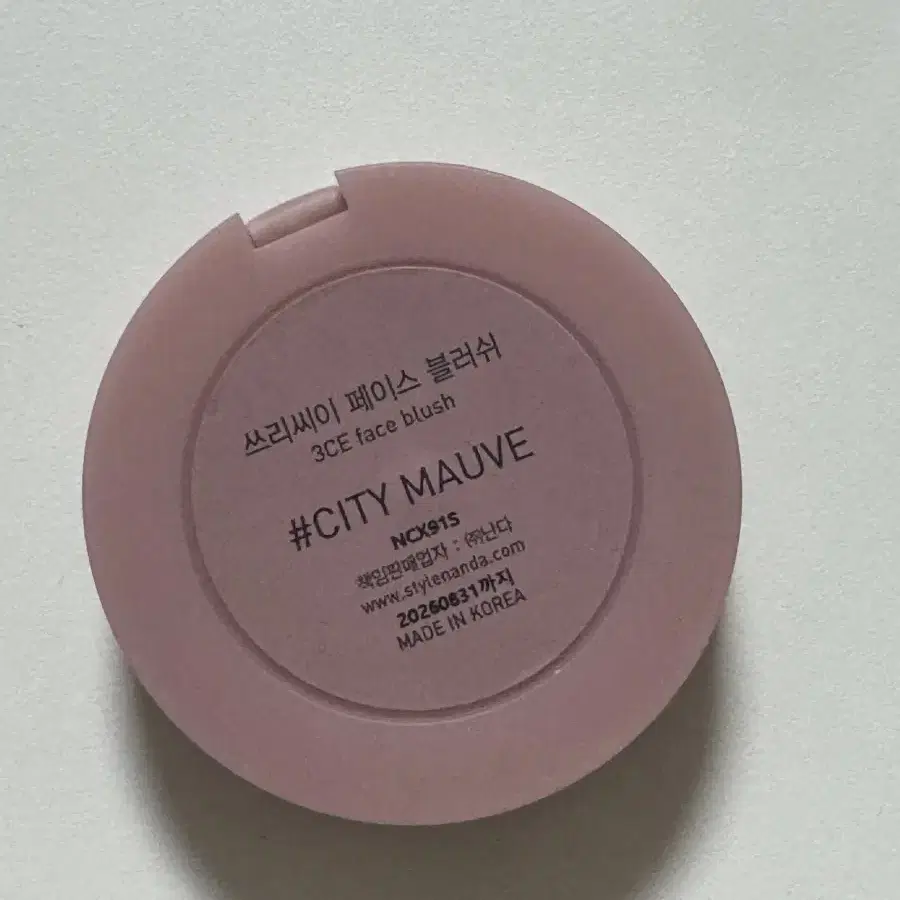 쓰리씨이 페이스 블러쉬
3CE face blush
#CITY MAUVE
NCX91S
책임판매업자 : ㈜난다
www.stylenanda.com
20260831까지
MADE IN KOREA